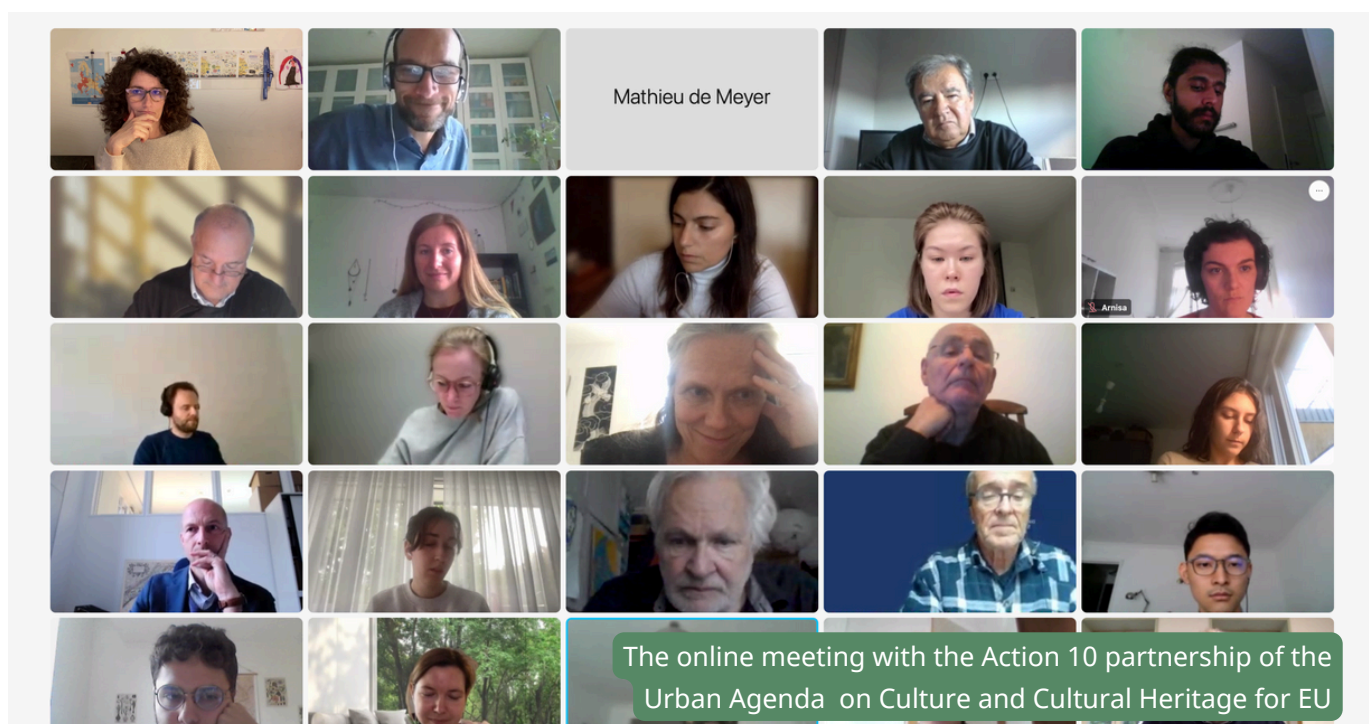 Mathieu de Meyer
Arnisa
The online meeting with the Action 10 partnership of the
Urban Agenda on Culture and Cultural Heritage for EU